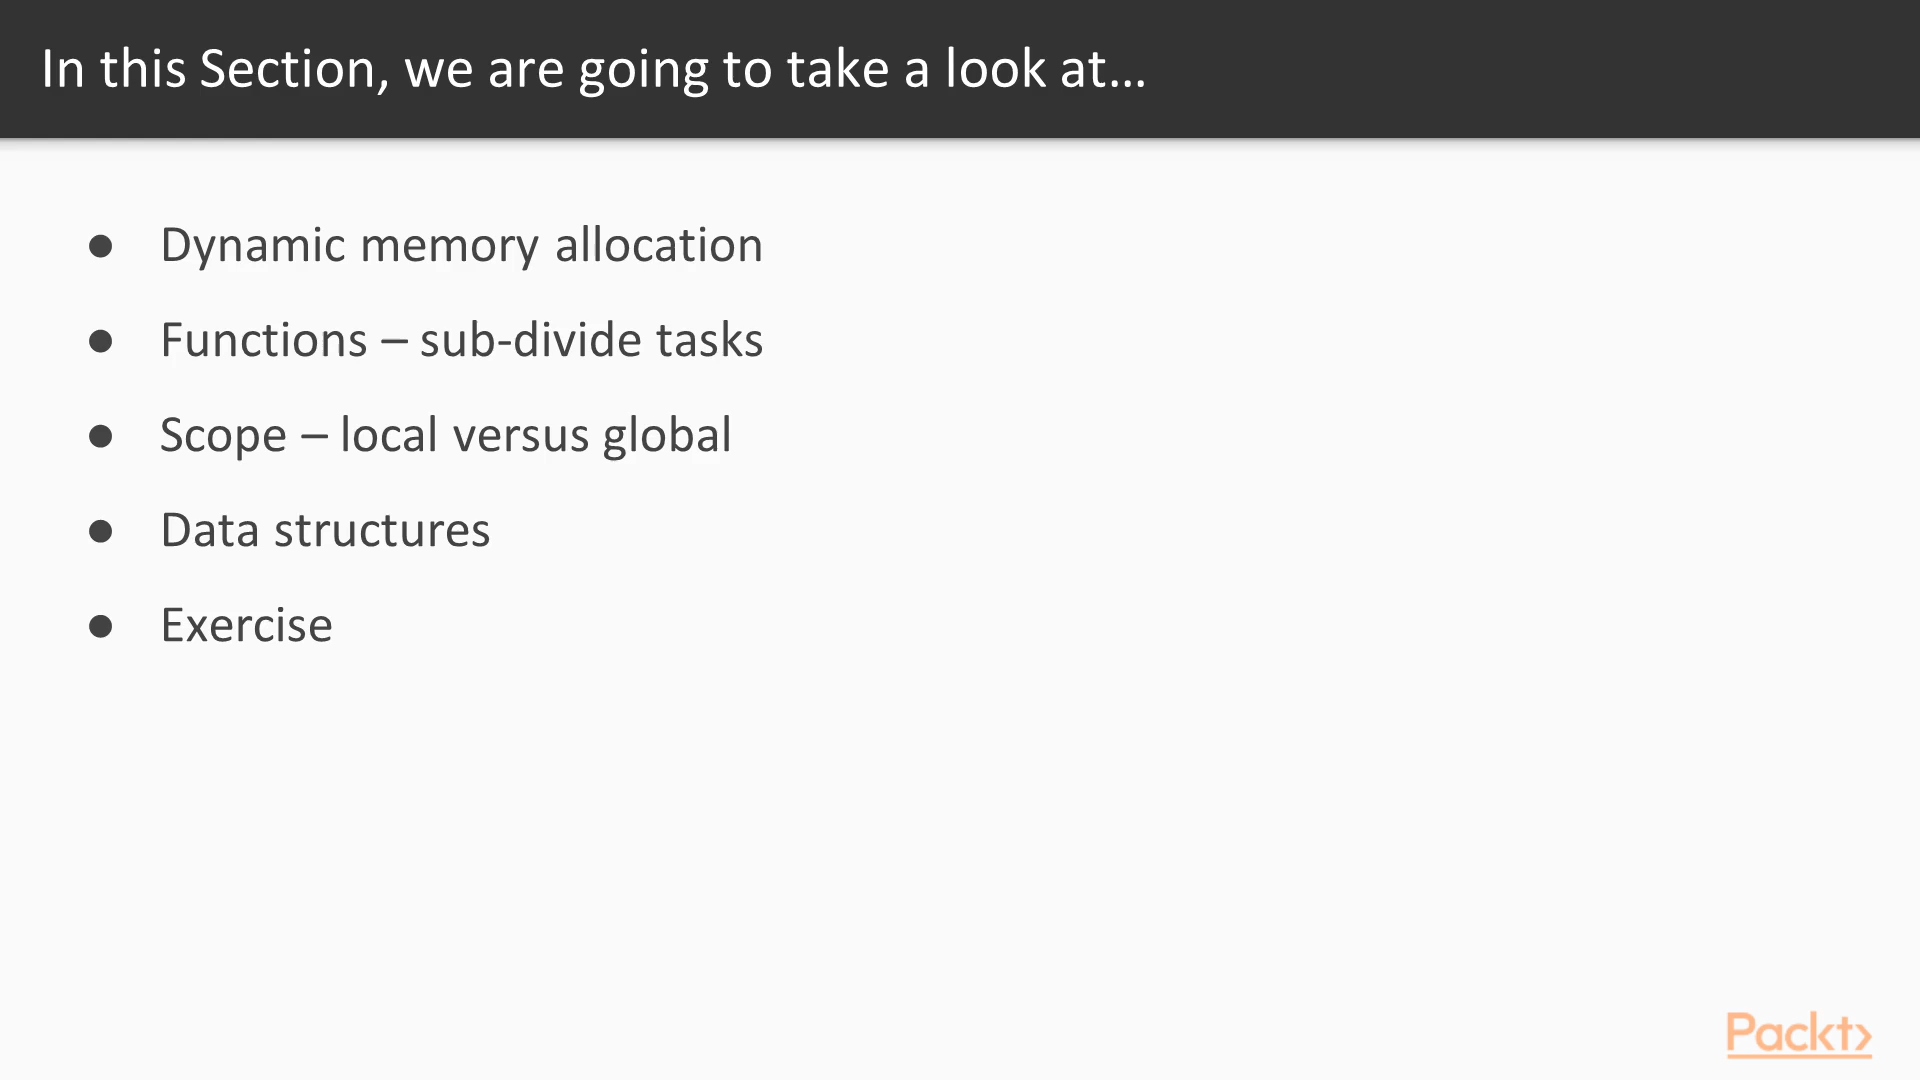 In this Section, we are going to take a look at...
● Dynamic memory allocation
● Functions – sub-divide tasks
● Scope – local versus global
● Data structures
● Exercise
Packt>